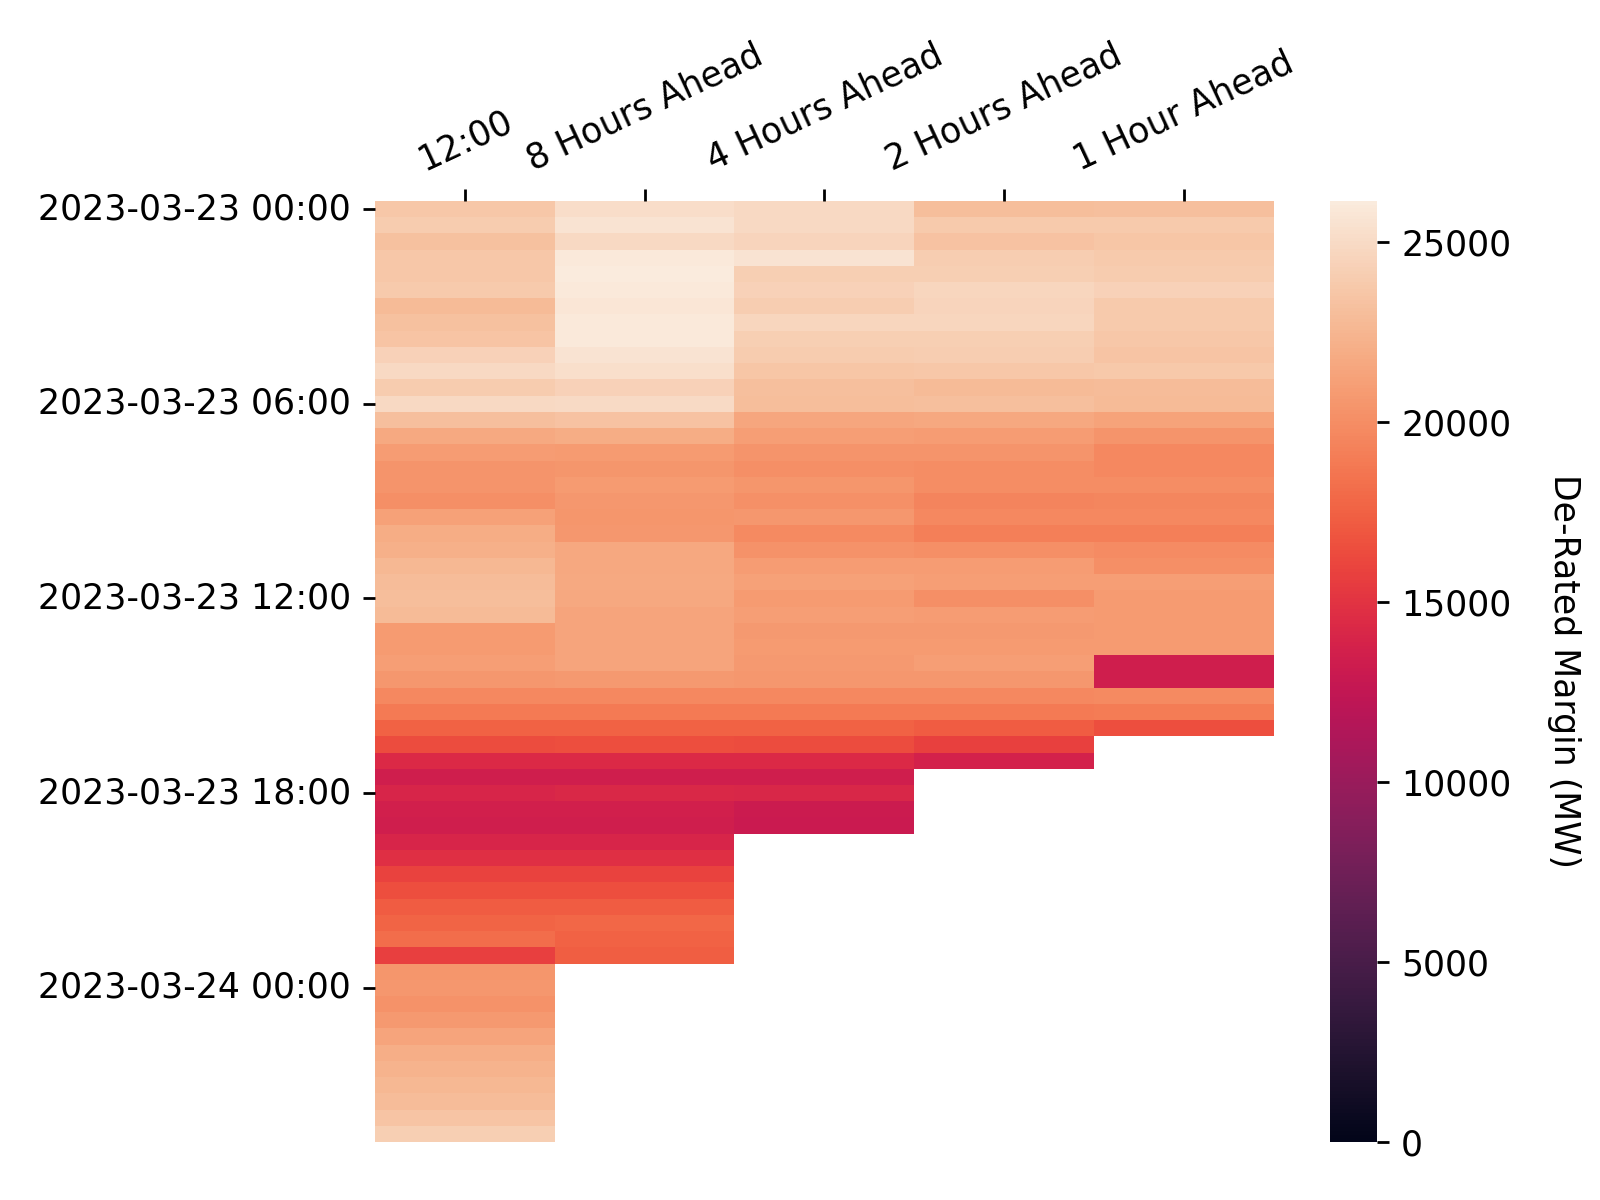 12:00
8 Hours Ahead
4 Hours Ahead
2 Hours Ahead
1 Hour Ahead
2023-03-23 00:00
2023-03-23 06:00
2023-03-23 12:00
2023-03-23 18:00
2023-03-24 00:00
25000
20000
15000
10000
5000
0
De-Rated Margin (MW)